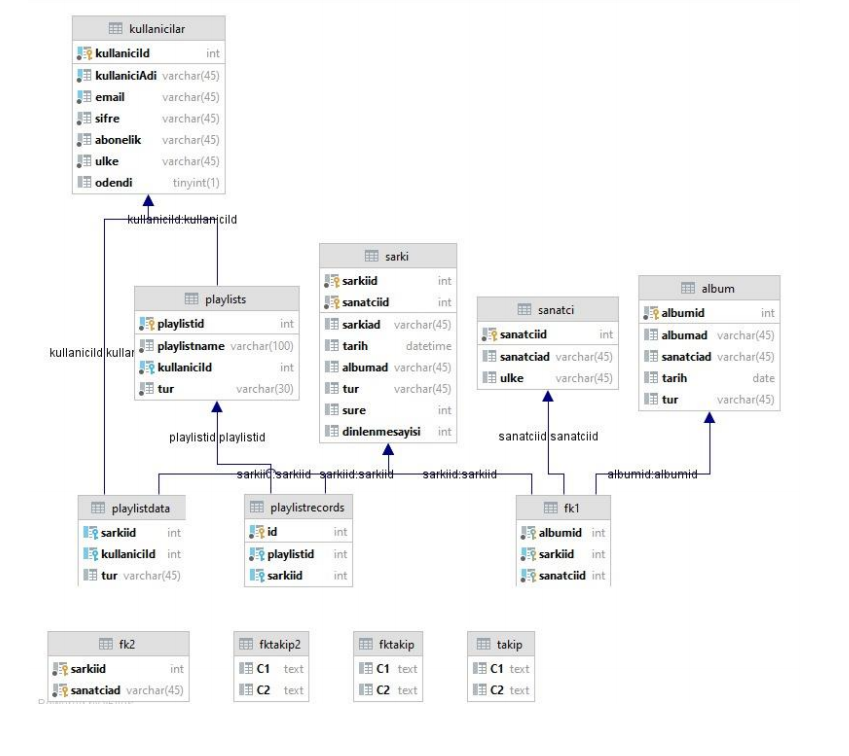 kullanicilar
kullaniciId int
kullaniciAdi varchar(45)
email varchar(45)
sifre varchar(45)
abonelik varchar(45)
ulke varchar(45)
odendi tinyint(1)
kullaniciId:kullaniciId
sarki
sarkiid int
sanatciid int
sarkiad varchar(45)
tarih datetime
albumad varchar(45)
tur varchar(45)
sure int
dinlenmesayisi int
album
albumid int
albumad varchar(45)
sanatciad varchar(45)
tarih date
tur varchar(45)
playlists
playlistid int
playlistname varchar(100)
kullaniciId int
tur varchar(30)
sanatci
sanatciid int
sanatciad varchar(45)
ulke varchar(45)
kullaniciId:kullar
playlistid:playlistid
sanatciid:sanatciid
sarkiid:sarkiid
sarkiid:sarkiid
sarkiid:sarkiid
albumid:albumid
playlistdata
sarkiid int
kullaniciId int
tur varchar(45)
playlistrecords
id int
playlistid int
sarkiid int
fk1
albumid int
sarkiid int
sanatciid int
fk2
sarkiid int
sanatciad varchar(45)
fktakip2
C1 text
C2 text
fktakip
C1 text
C2 text
takip
C1 text
C2 text